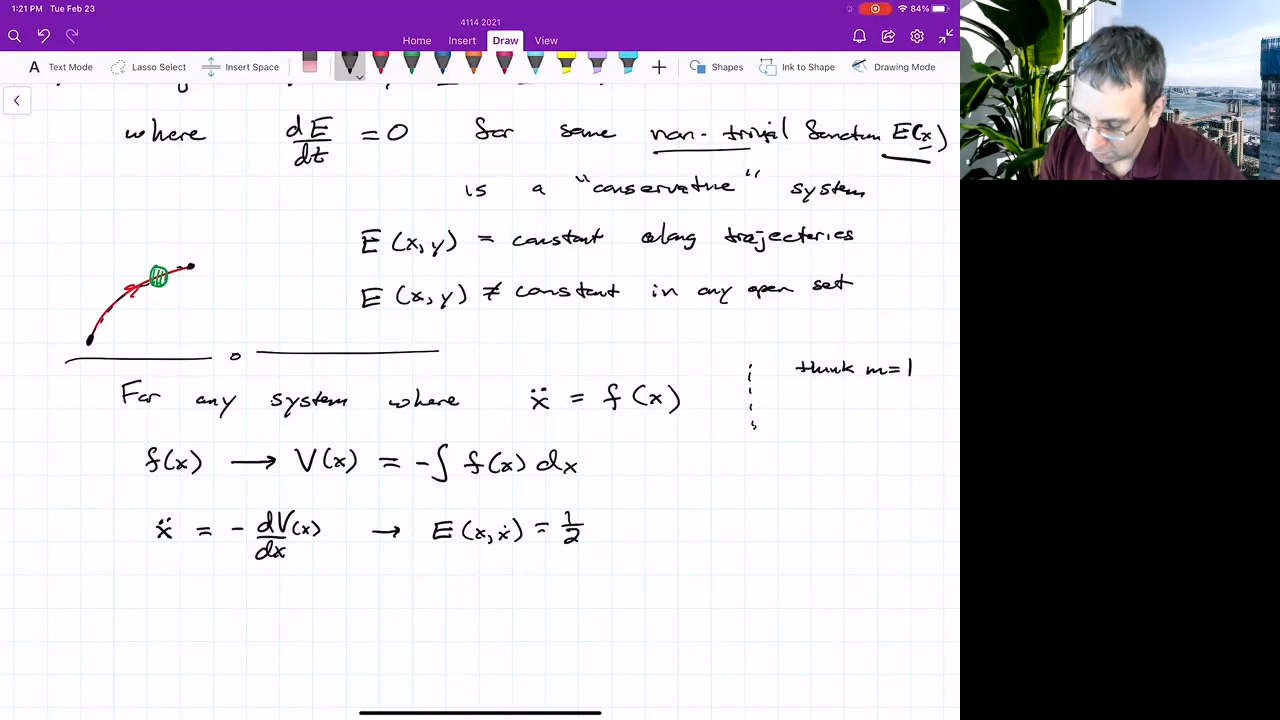 1:21 PM Tue Feb 23
84%
4114 2021
Home Insert Draw View
Text Mode Lasso Select Insert Space Shapes Ink to Shape Drawing Mode
where dE/dt = 0 for some non-trivial function E(x)
is a "conservative" system
E(x,y) = constant along trajectories
E(x,y) ≠ constant in any open set
For any system where ẍ = f(x)
think m=1
f(x) → V(x) = -∫ f(x) dx
ẍ = - dV(x)/dx → E(x,ẋ) = 1/2